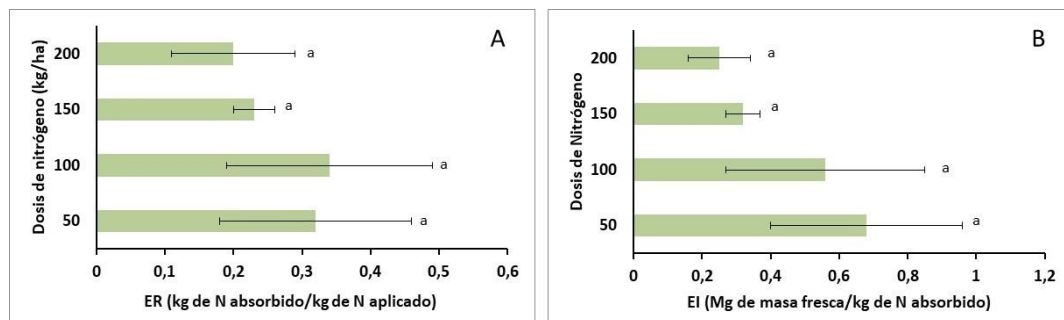 A
Dosis de nitrógeno (kg/ha)
200
a
150
a
100
a
50
a
0
0,1
0,2
0,3
0,4
0,5
0,6
ER (kg de N absorbido/kg de N aplicado)
B
Dosis de Nitrógeno
200
a
150
a
100
a
50
a
0
0,2
0,4
0,6
0,8
1
1,2
EI (Mg de masa fresca/kg de N absorbido)